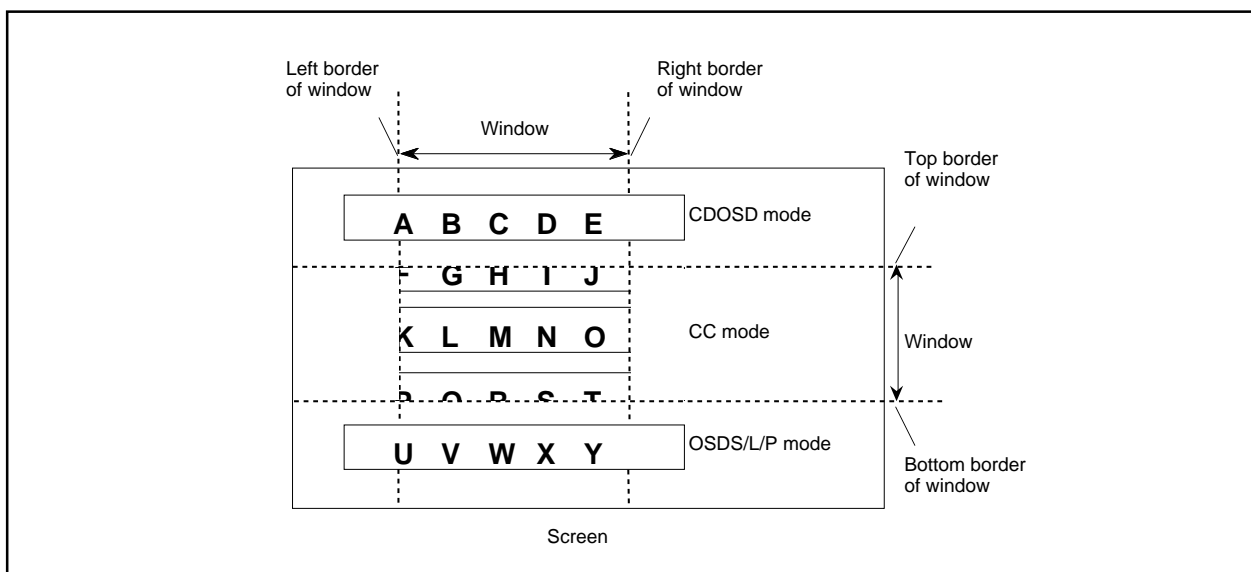 Left border
of window
Right border
of window
Window
Top border
of window
A B C D E
CDOSD mode
G H I J
K L M N O
CC mode
Window
S T
U V W X Y
OSDS/L/P mode
Bottom border
of window
Screen